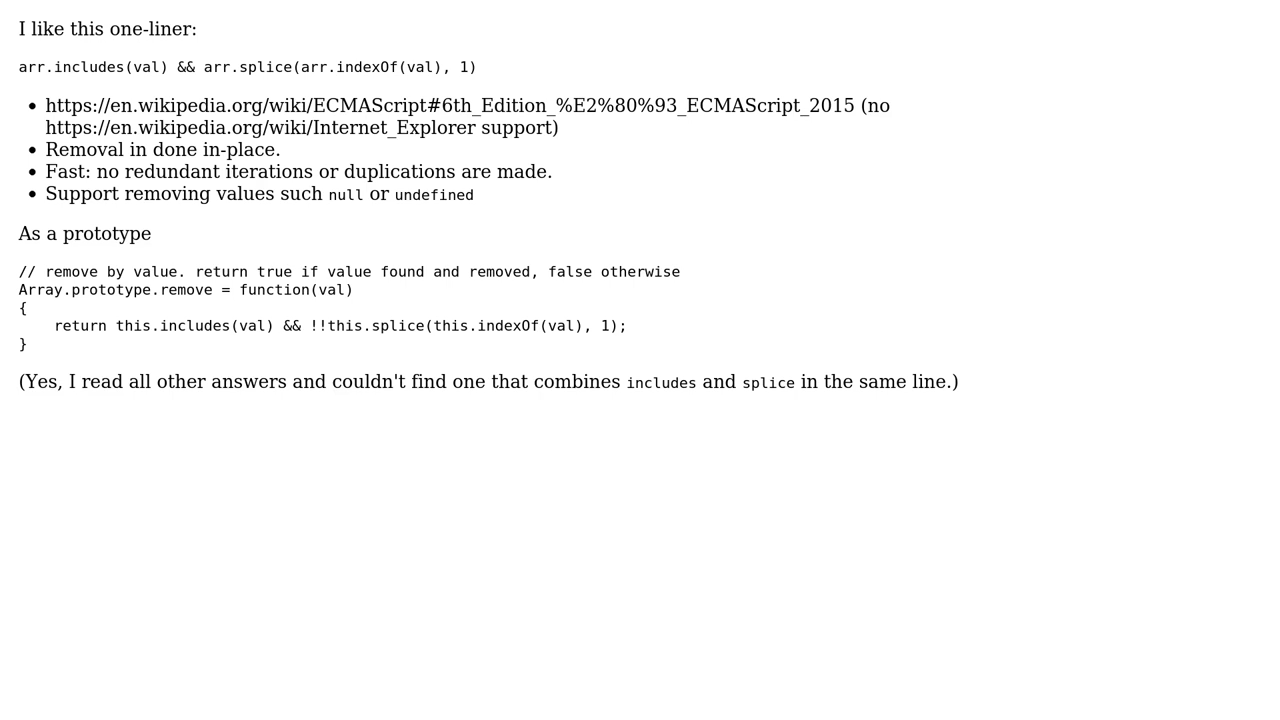 I like this one-liner:
arr.includes(val) && arr.splice(arr.indexOf(val), 1)
• https://en.wikipedia.org/wiki/ECMAScript#6th_Edition_%E2%80%93_ECMAScript_2015 (no
https://en.wikipedia.org/wiki/Internet_Explorer support)
• Removal in done in-place.
• Fast: no redundant iterations or duplications are made.
• Support removing values such null or undefined
As a prototype
// remove by value. return true if value found and removed, false otherwise
Array.prototype.remove = function(val)
{
    return this.includes(val) && !!this.splice(this.indexOf(val), 1);
}
(Yes, I read all other answers and couldn't find one that combines includes and splice in the same line.)